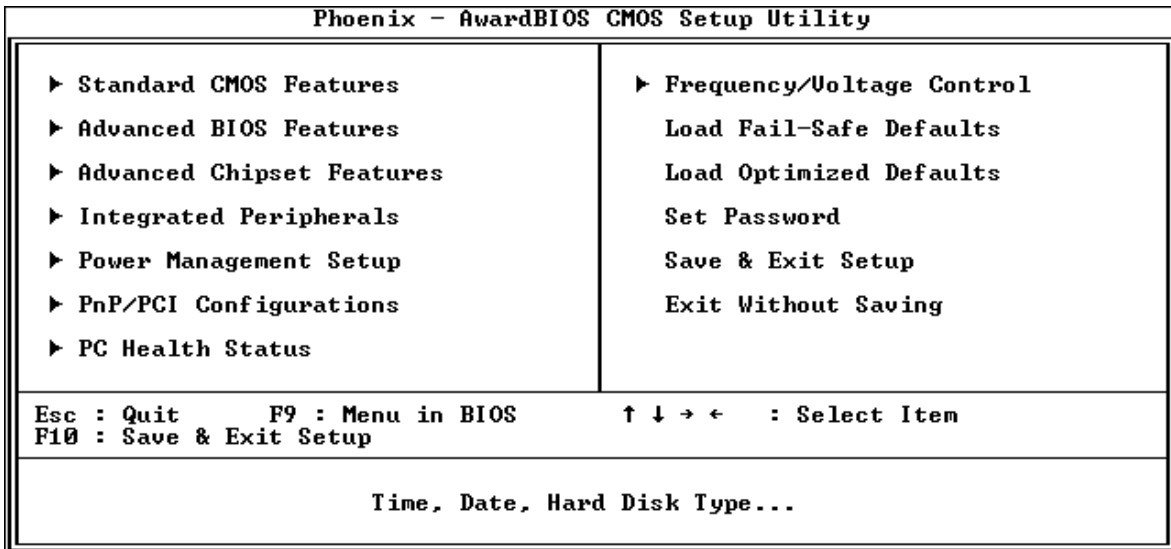 Phoenix - AwardBIOS CMOS Setup Utility
▶ Standard CMOS Features
▶ Advanced BIOS Features
▶ Advanced Chipset Features
▶ Integrated Peripherals
▶ Power Management Setup
▶ PnP/PCI Configurations
▶ PC Health Status
▶ Frequency/Voltage Control
Load Fail-Safe Defaults
Load Optimized Defaults
Set Password
Save & Exit Setup
Exit Without Saving
Esc : Quit F9 : Menu in BIOS ↑ ↓ → ← : Select Item
F10 : Save & Exit Setup
Time, Date, Hard Disk Type...